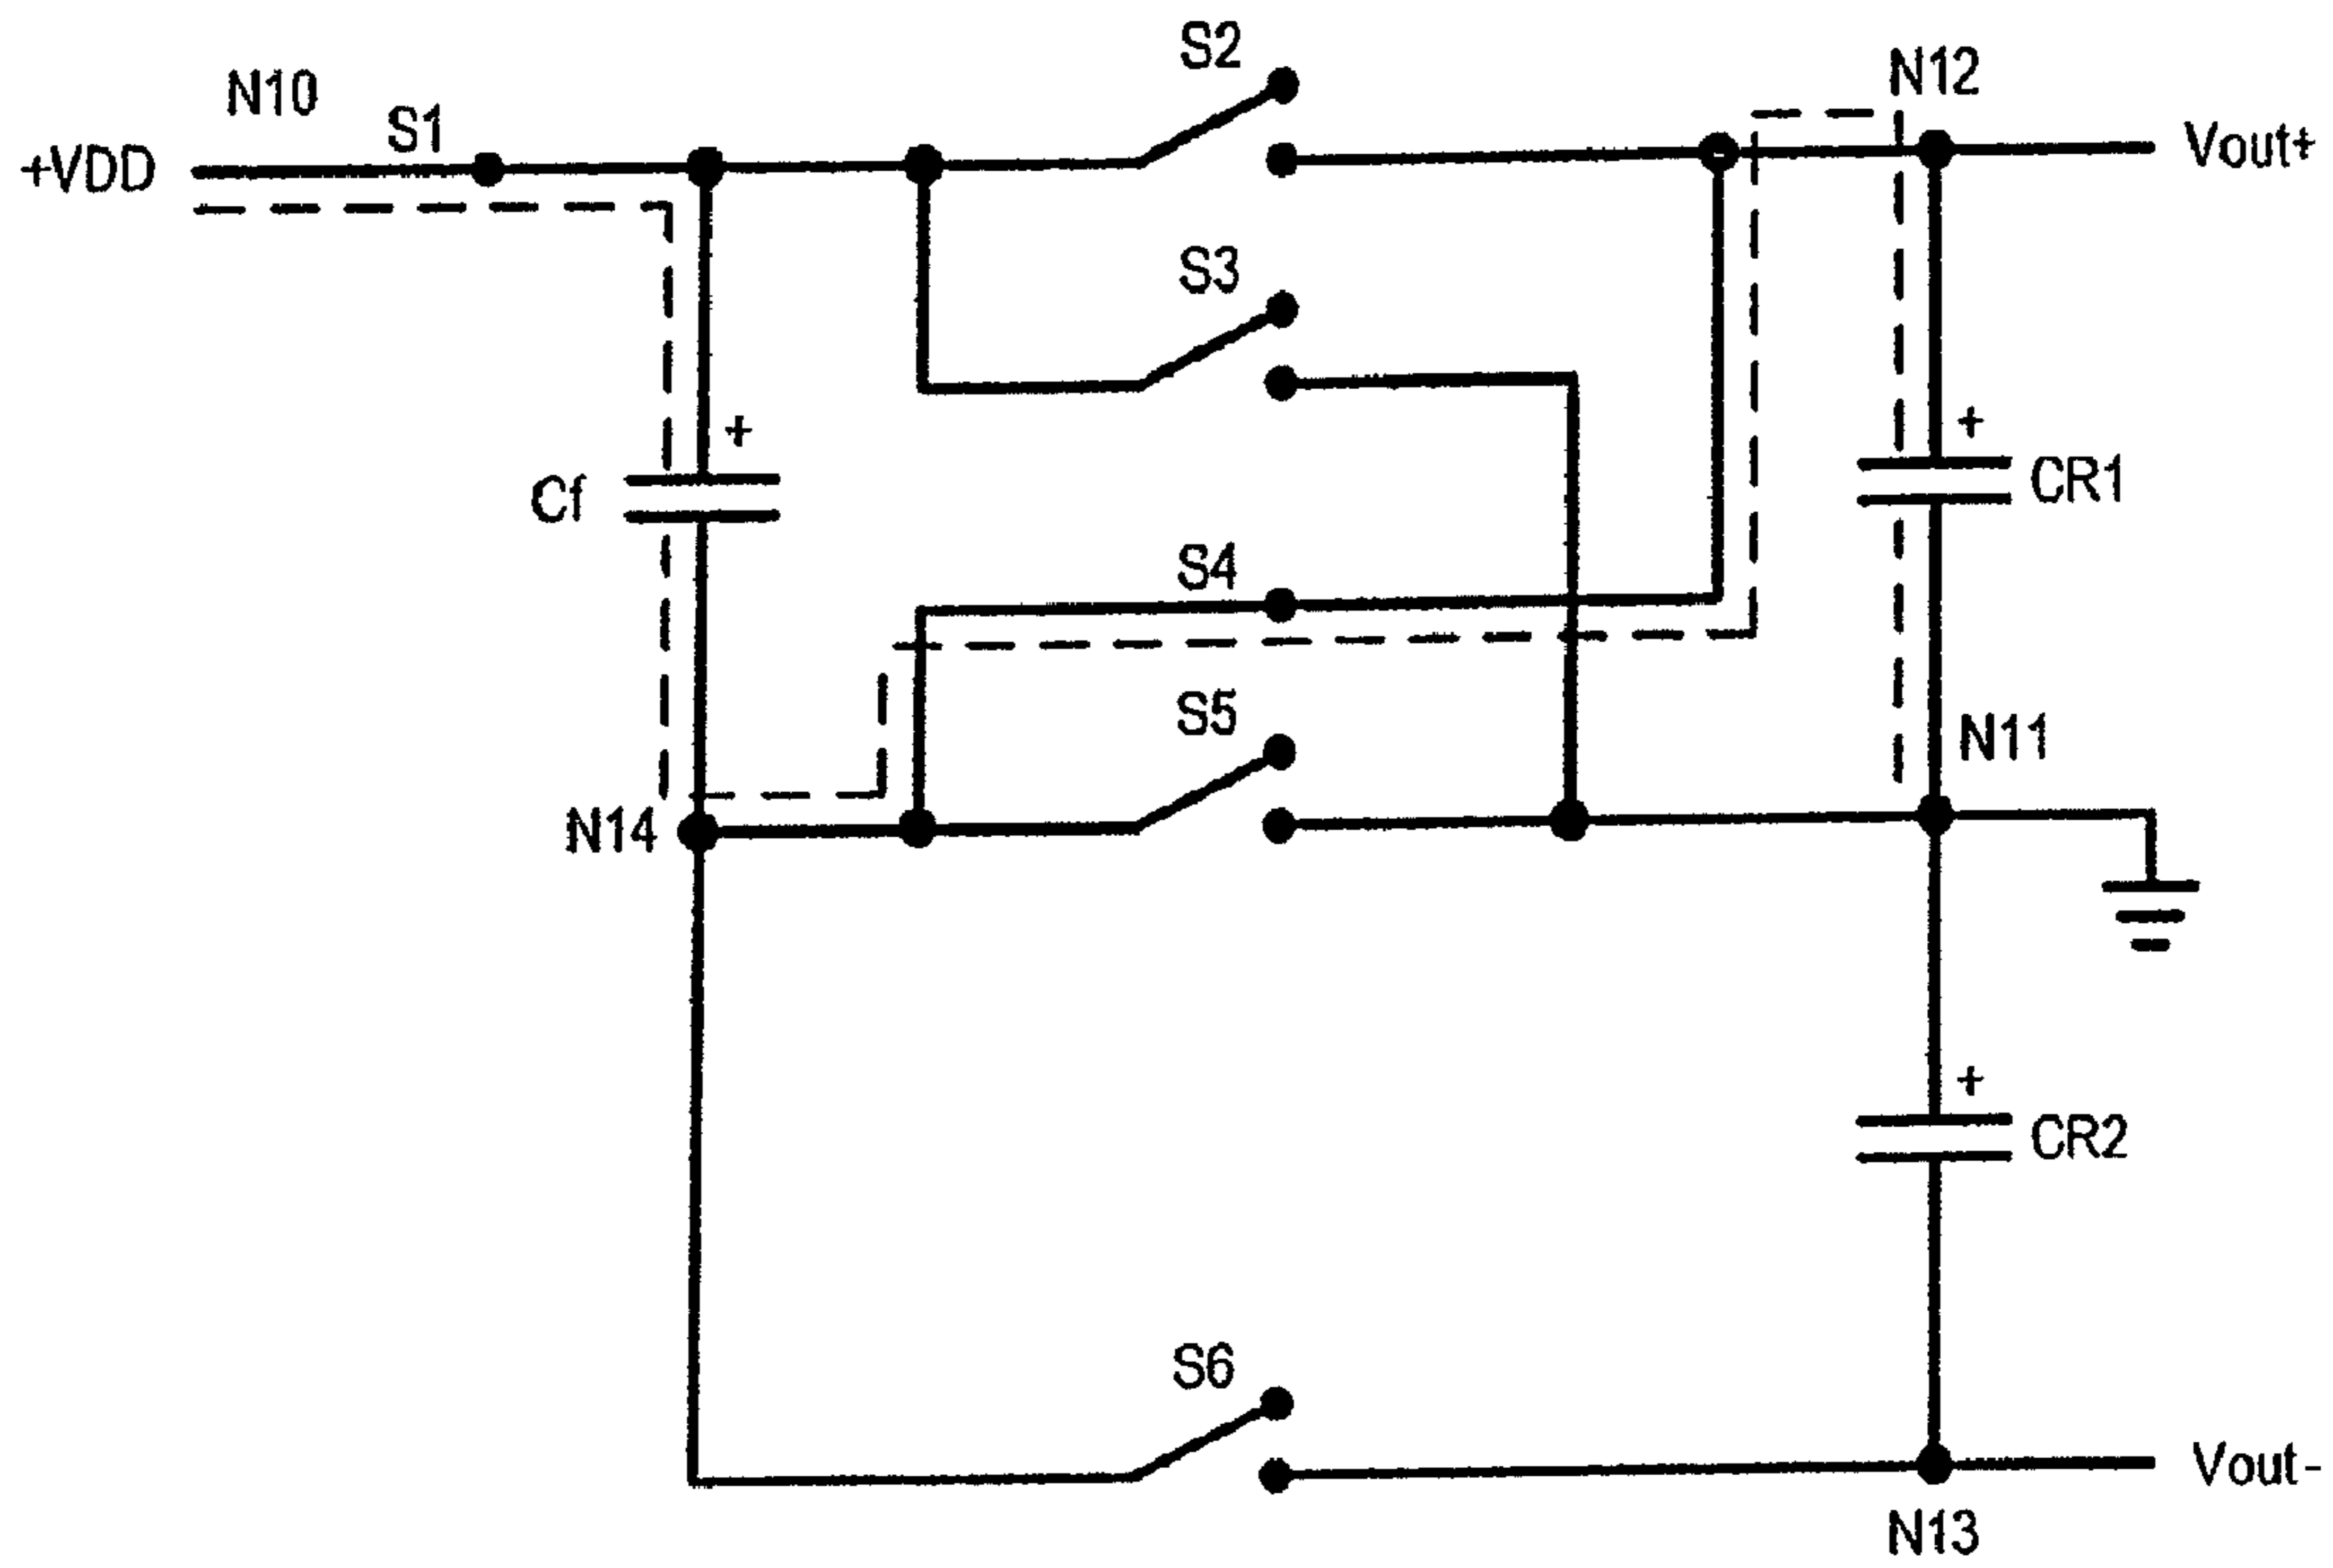 S2
N12
N10
S1
Vout+
+VDD
S3
+
+
CR1
Cf
S4
S5
N11
N14
+
CR2
S6
Vout-
N13